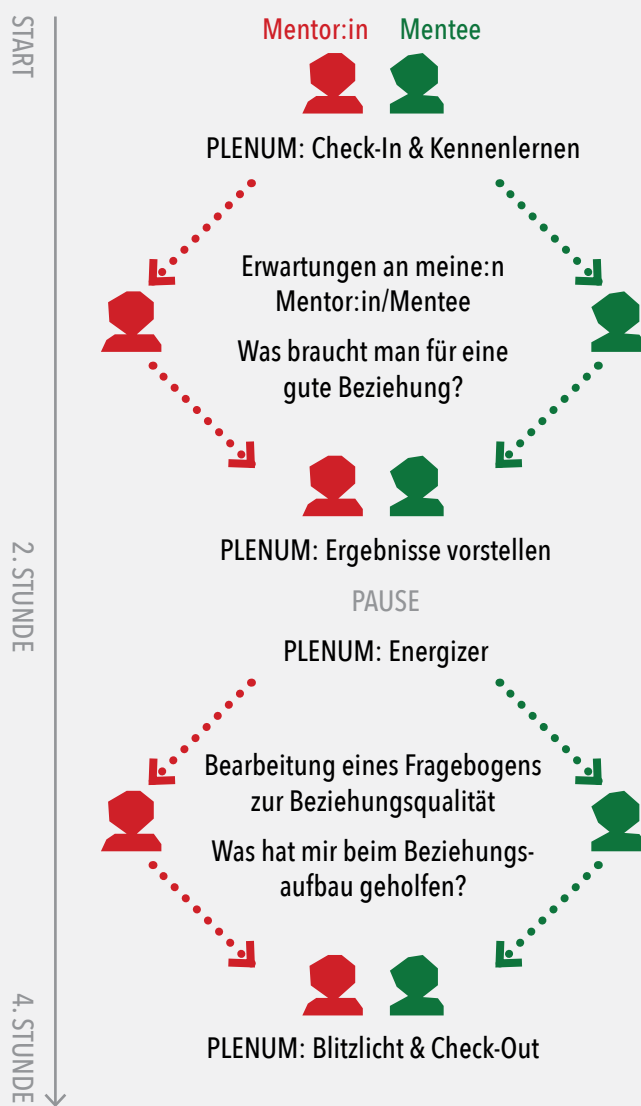 START
Mentor:in Mentee
PLENUM: Check-In & Kennenlernen
Erwartungen an meine:n
Mentor:in/Mentee
Was braucht man für eine
gute Beziehung?
PLENUM: Ergebnisse vorstellen
2. STUNDE
PAUSE
PLENUM: Energizer
Bearbeitung eines Fragebogens
zur Beziehungsqualität
Was hat mir beim Beziehungs-
aufbau geholfen?
4. STUNDE
PLENUM: Blitzlicht & Check-Out